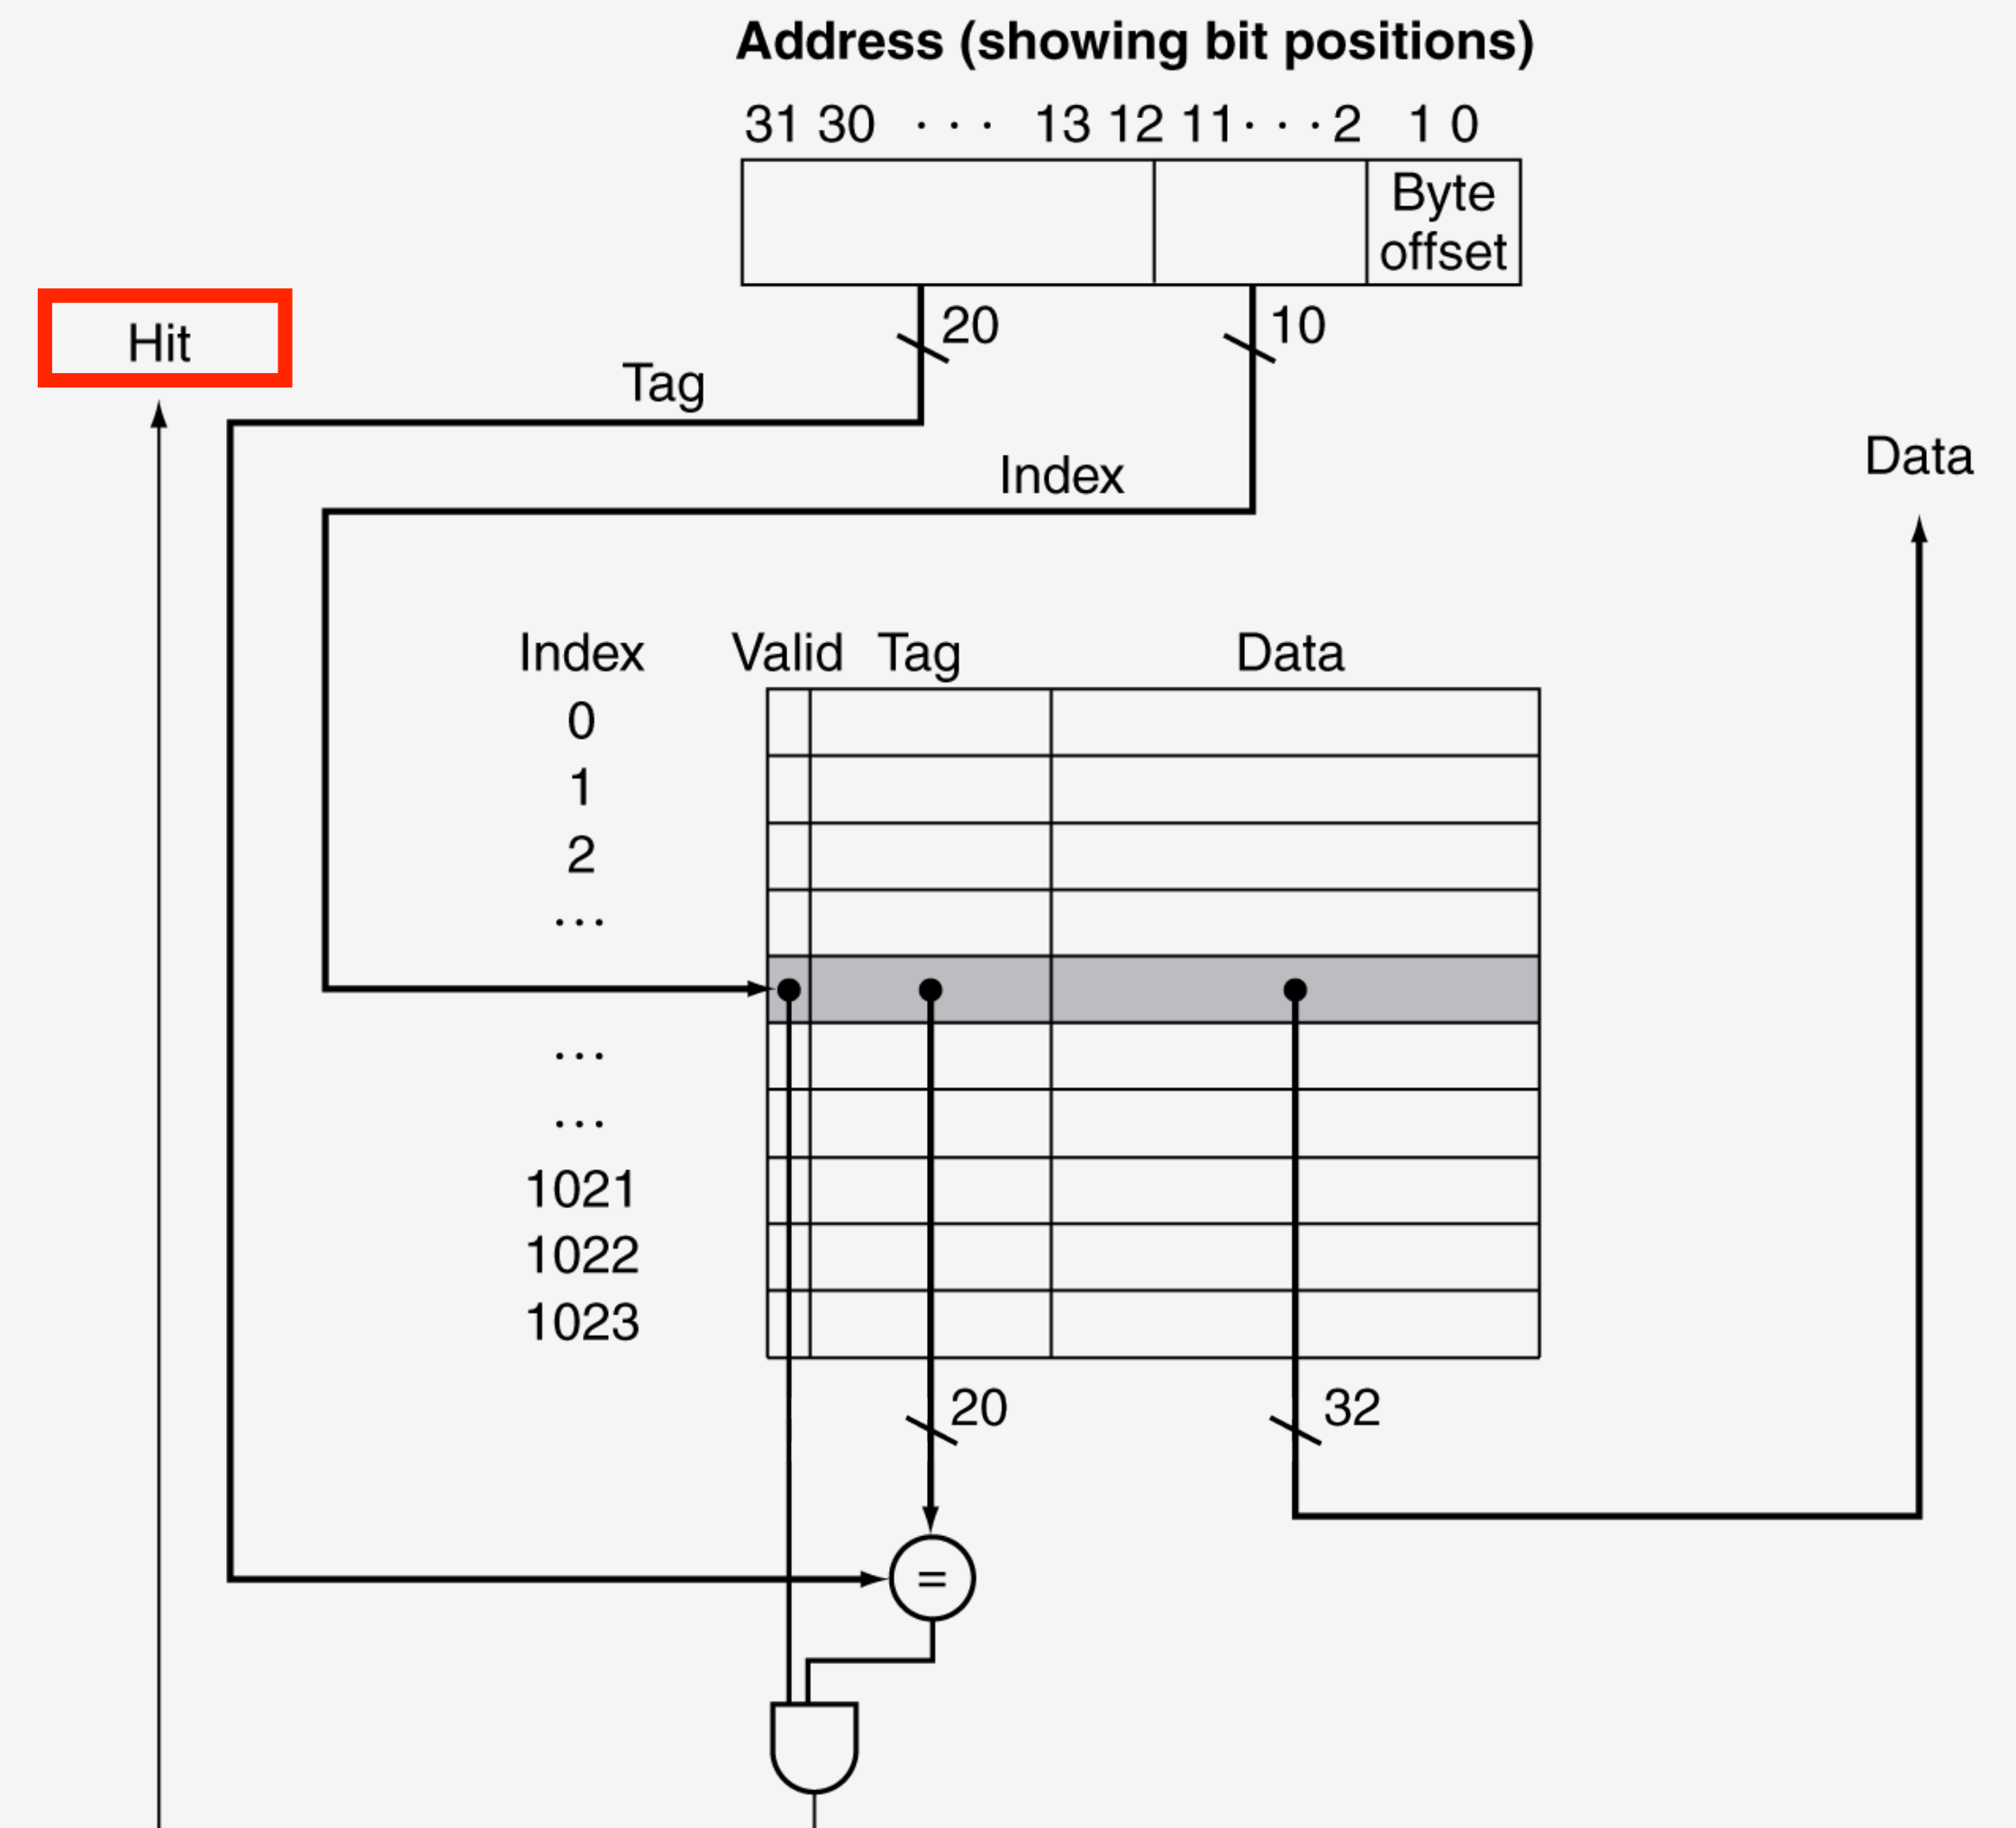 Address (showing bit positions)
31 30 · · · 13 12 11 · · · 2 1 0
Byte
offset
Hit
20
10
Tag
Index
Data
Index Valid Tag Data
0
1
2
...
...
...
1021
1022
1023
20
32
=